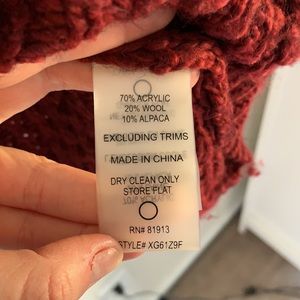 70% ACRYLIC
20% WOOL
10% ALPACA
EXCLUDING TRIMS
MADE IN CHINA
DRY CLEAN ONLY
STORE FLAT
RN# 81913
STYLE# XG61Z9F